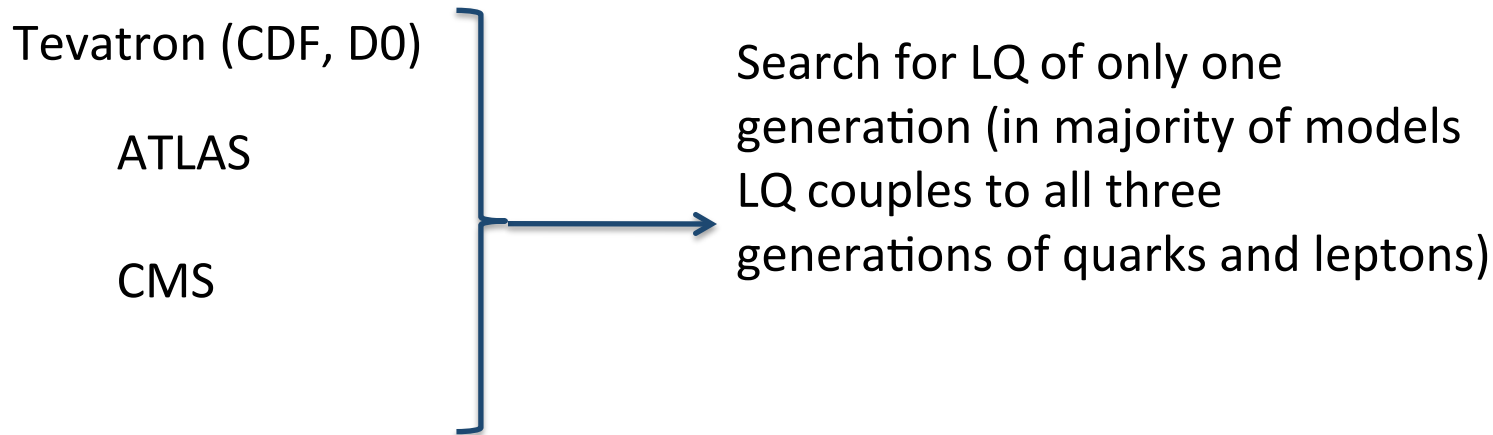 Tevatron (CDF, D0)
ATLAS
CMS
Search for LQ of only one
generation (in majority of models
LQ couples to all three
generations of quarks and leptons)